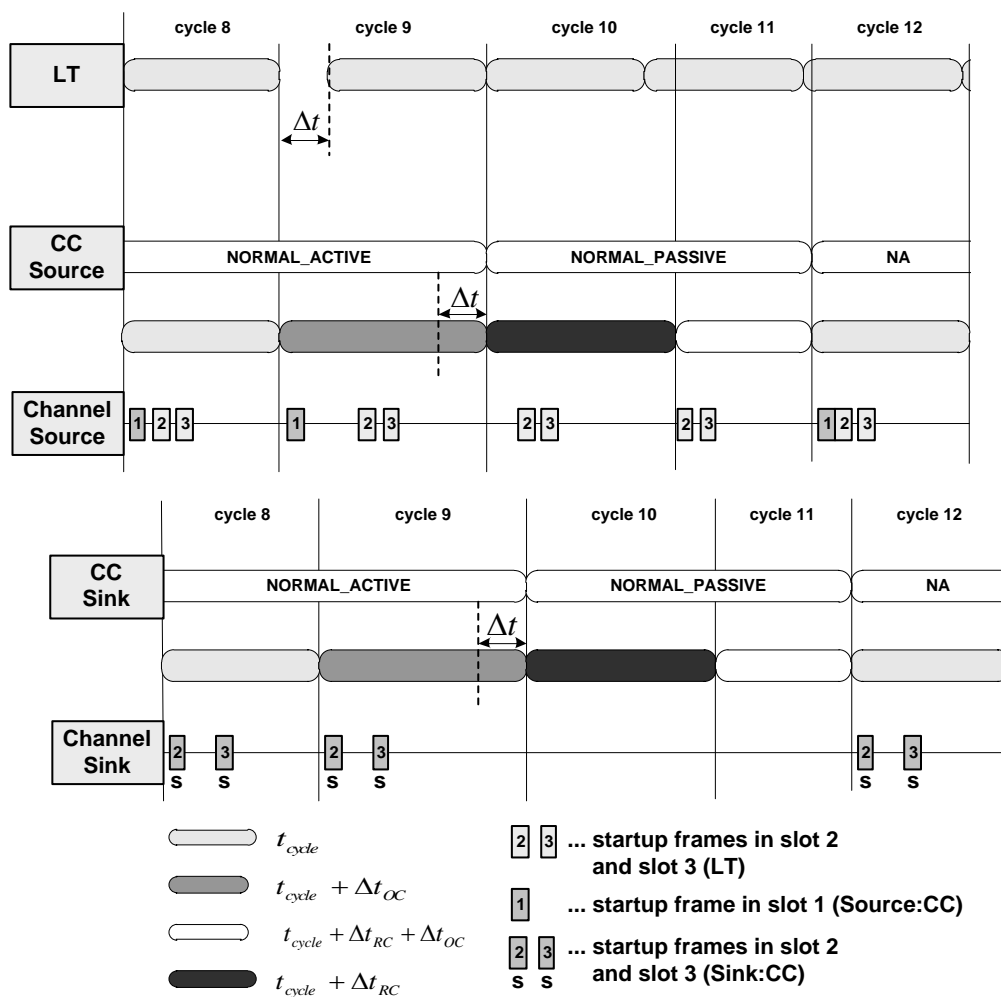 cycle 8 cycle 9 cycle 10 cycle 11 cycle 12
LT
Δt
CC
Source
NORMAL_ACTIVE NORMAL_PASSIVE NA
Δt
Channel
Source
1 2 3 1 2 3 2 3 2 3 1 2 3
cycle 8 cycle 9 cycle 10 cycle 11 cycle 12
CC
Sink
NORMAL_ACTIVE NORMAL_PASSIVE NA
Δt
Channel
Sink
2 3 2 3 2 3
s s s s s s
t_cycle
t_cycle + Δt_OC
t_cycle + Δt_RC + Δt_OC
t_cycle + Δt_RC
2 3 ... startup frames in slot 2
and slot 3 (LT)
1 ... startup frame in slot 1 (Source:CC)
2 3 ... startup frames in slot 2
s s and slot 3 (Sink:CC)